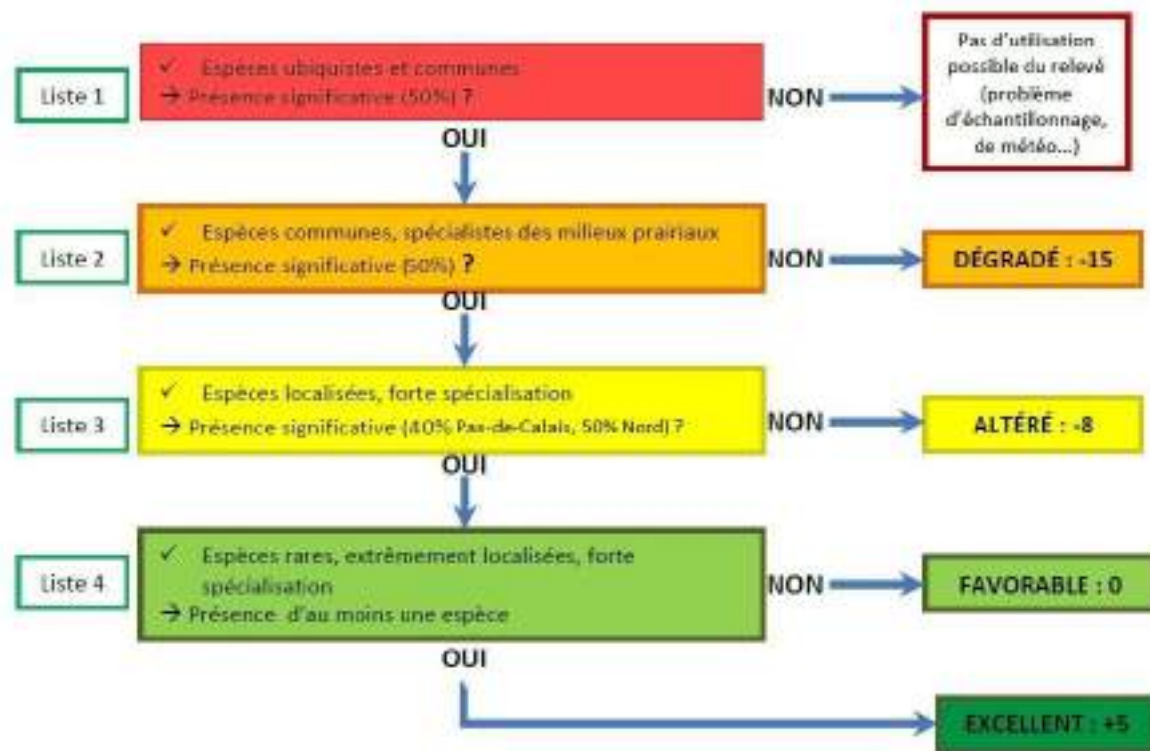 Liste 1
✓ Espèces ubiquistes et communes
→ Présence significative (50%) ?
NON
Pas d'utilisation
possible du relevé
(problème
d'échantillonnage,
de météo...)
OUI
Liste 2
✓ Espèces communes, spécialistes des milieux prairiaux
→ Présence significative (50%) ?
NON
DÉGRADÉ : -15
OUI
Liste 3
✓ Espèces localisées, forte spécialisation
→ Présence significative (40% Pas-de-Calais, 50% Nord) ?
NON
ALTÉRÉ : -8
OUI
Liste 4
✓ Espèces rares, extrêmement localisées, forte
spécialisation
→ Présence d'au moins une espèce
NON
FAVORABLE : 0
OUI
EXCELLENT : +5